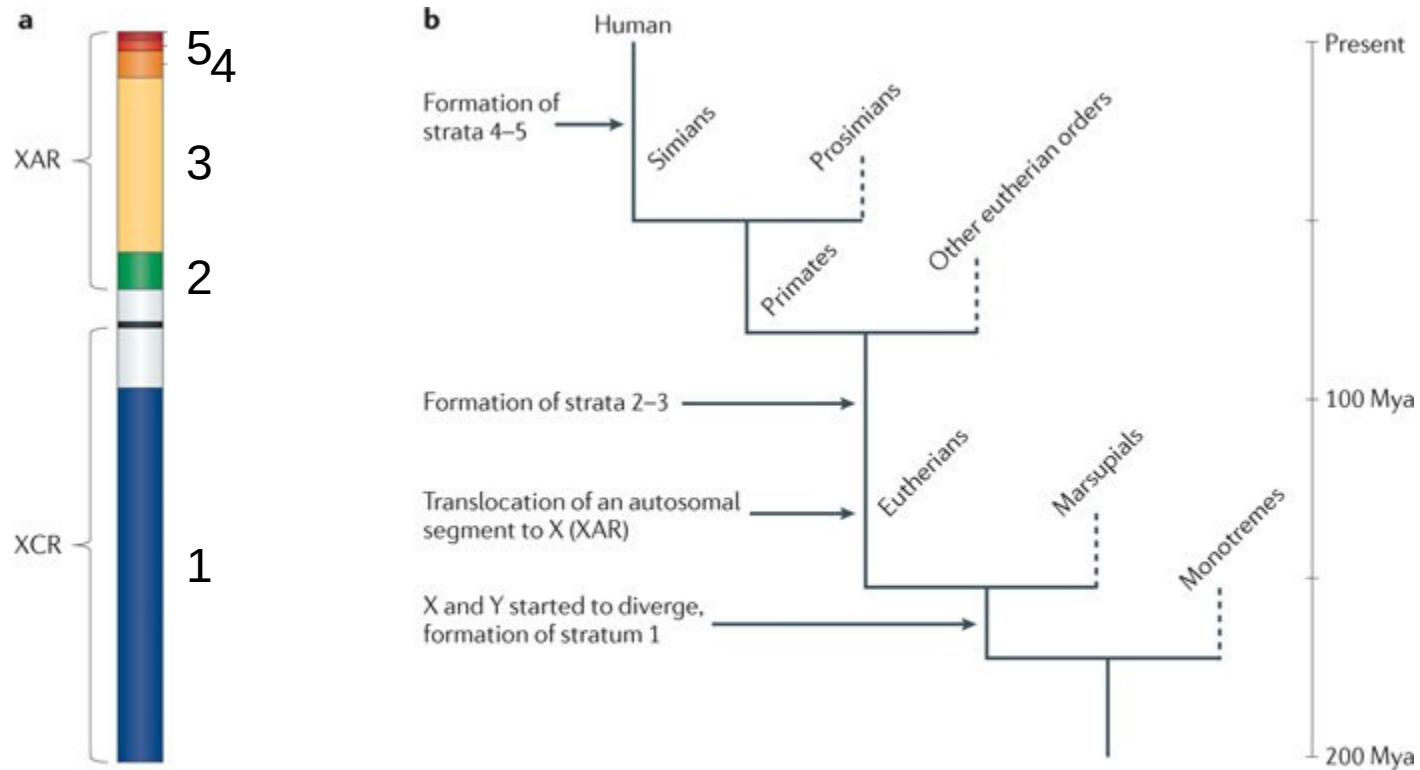 a
5
4
XAR
3
2
XCR
1
b
Human
Present
Formation of
strata 4–5
Simians
Prosimians
Other eutherian orders
Primates
Formation of strata 2–3
100 Mya
Eutherians
Marsupials
Translocation of an autosomal
segment to X (XAR)
Monotremes
X and Y started to diverge,
formation of stratum 1
200 Mya